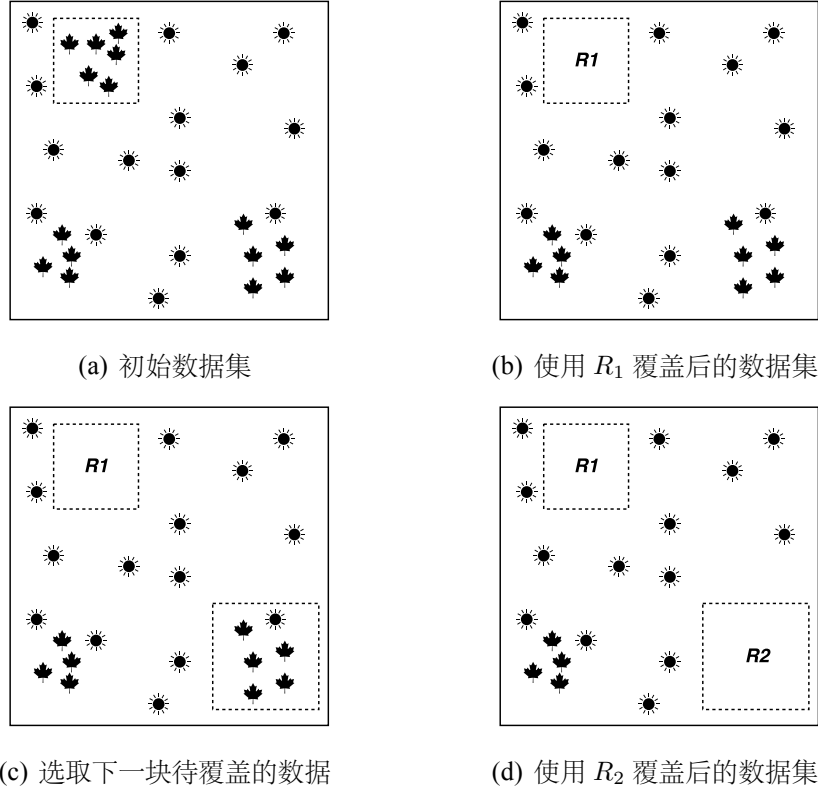 R1
(a) 初始数据集
(b) 使用 R1 覆盖后的数据集
R1
R1
R2
(c) 选取下一块待覆盖的数据
(d) 使用 R2 覆盖后的数据集